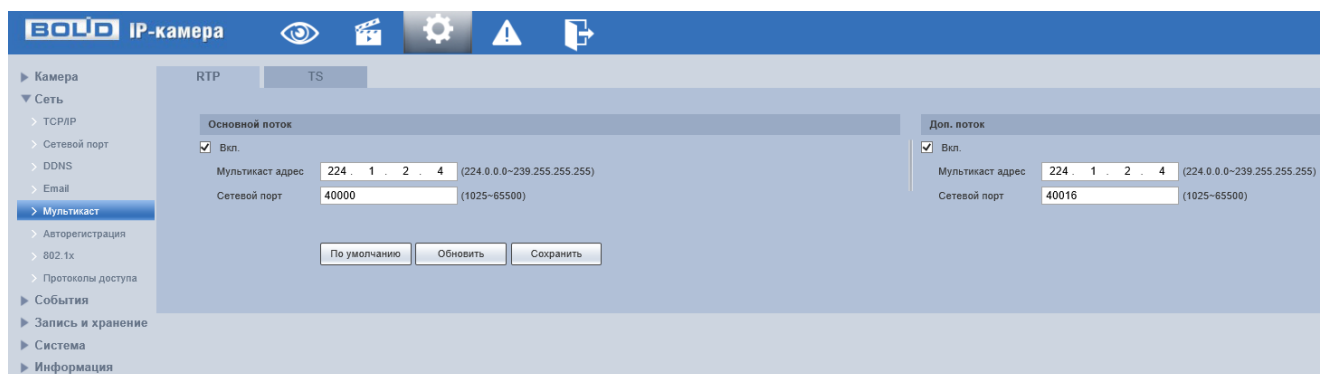 BOLID IP-камера
Камера
Сеть
TCP/IP
Сетевой порт
DDNS
Email
Мультикаст
Авторегистрация
802.1x
Протоколы доступа
События
Запись и хранение
Система
Информация
RTP TS
Основной поток
Вкл.
Мультикаст адрес 224 . 1 . 2 . 4 (224.0.0.0~239.255.255.255)
Сетевой порт 40000 (1025~65500)
По умолчанию Обновить Сохранить
Доп. поток
Вкл.
Мультикаст адрес 224 . 1 . 2 . 4 (224.0.0.0~239.255.255.255)
Сетевой порт 40016 (1025~65500)